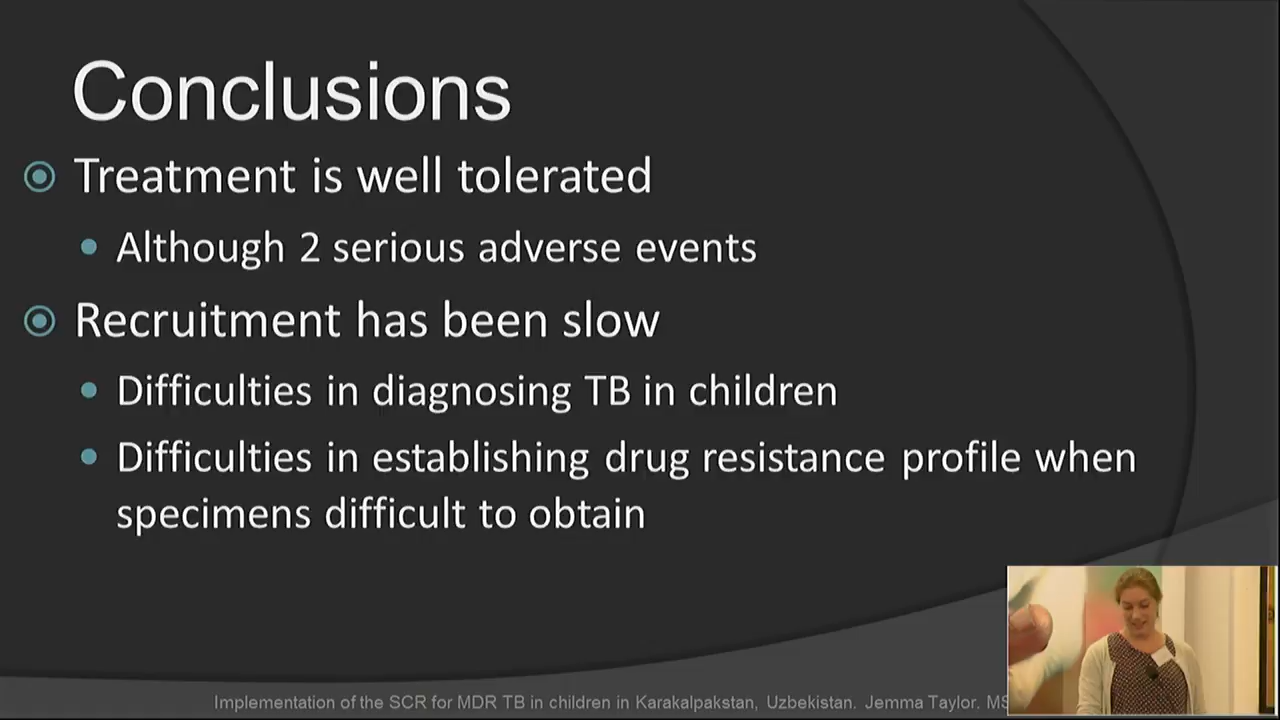 Conclusions
Treatment is well tolerated
Although 2 serious adverse events
Recruitment has been slow
Difficulties in diagnosing TB in children
Difficulties in establishing drug resistance profile when
specimens difficult to obtain
Implementation of the SCR for MDR TB in children in Karakalpakstan, Uzbekistan. Jemma Taylor. MS